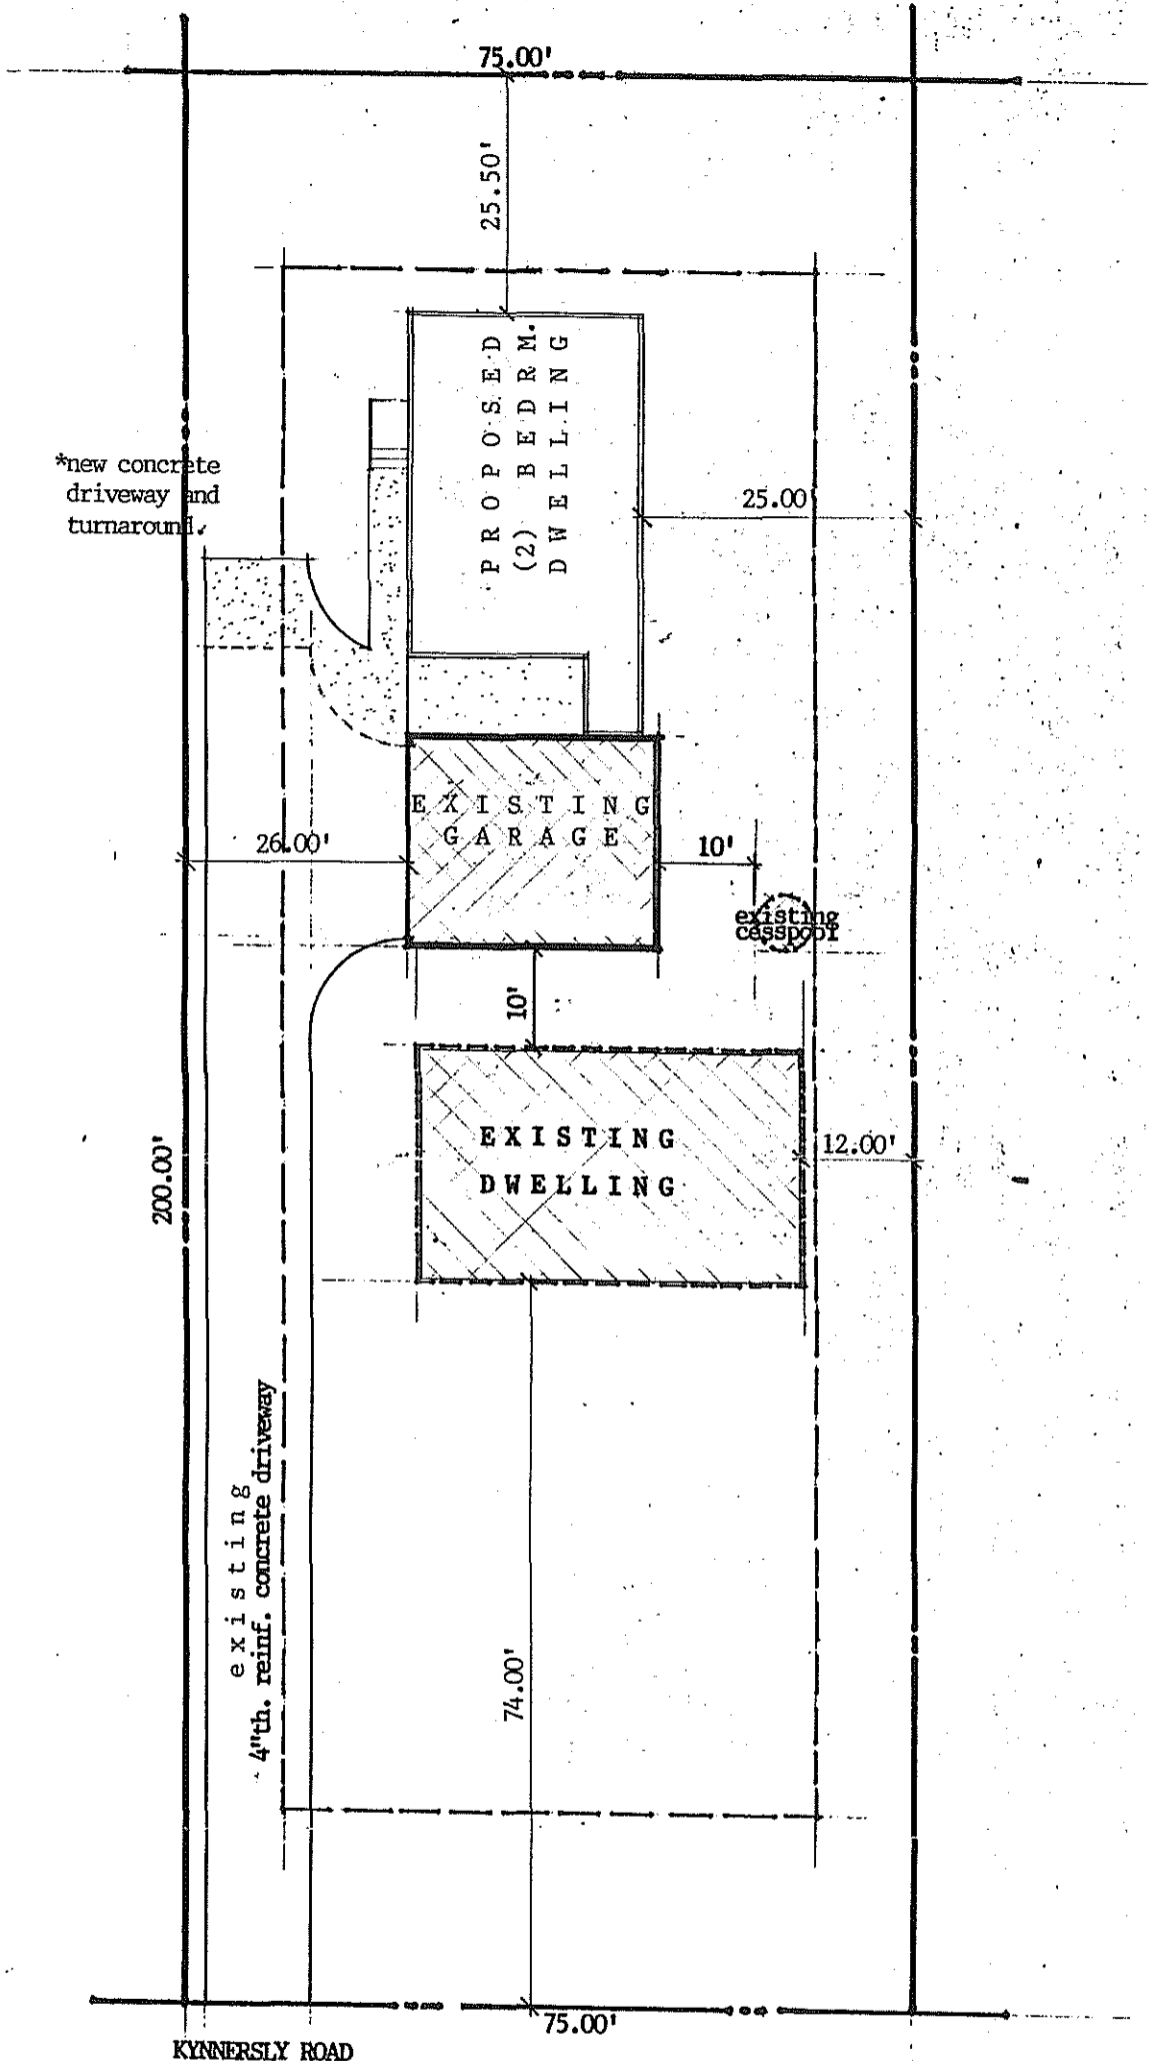 75.00'
25.50'
PROPOSED
(2) BEDRM.
DWELLING
*new concrete
driveway and
turnaround.
25.00'
EXISTING
GARAGE
26.00'
10'
existing
cesspool
10'
EXISTING
DWELLING
12.00'
200.00'
existing
4"th. reinf. concrete driveway
74.00'
75.00'
KYNNERSLY ROAD